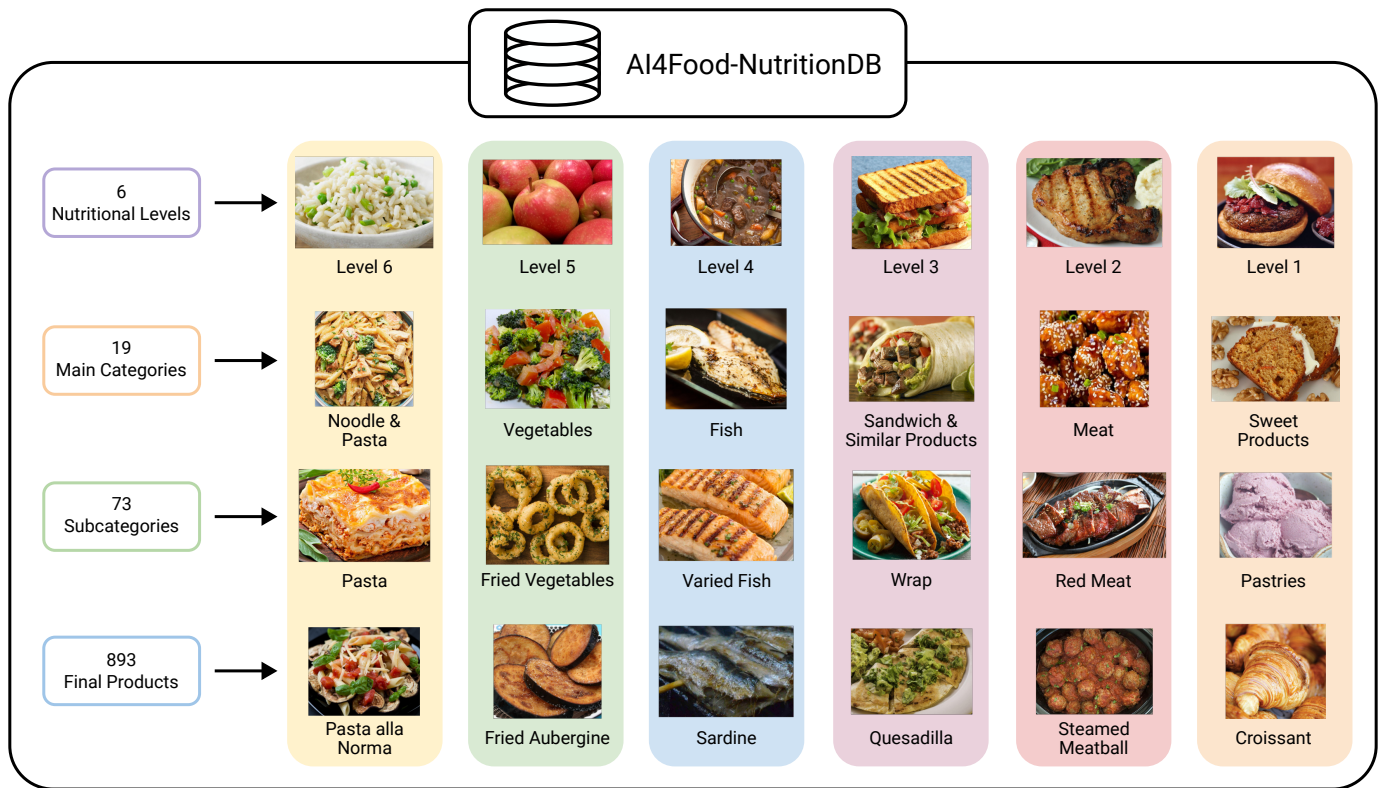 AI4Food-NutritionDB
6
Nutritional Levels
Level 6
Level 5
Level 4
Level 3
Level 2
Level 1
19
Main Categories
Noodle &
Pasta
Vegetables
Fish
Sandwich &
Similar Products
Meat
Sweet
Products
73
Subcategories
Pasta
Fried Vegetables
Varied Fish
Wrap
Red Meat
Pastries
893
Final Products
Pasta alla
Norma
Fried Aubergine
Sardine
Quesadilla
Steamed
Meatball
Croissant